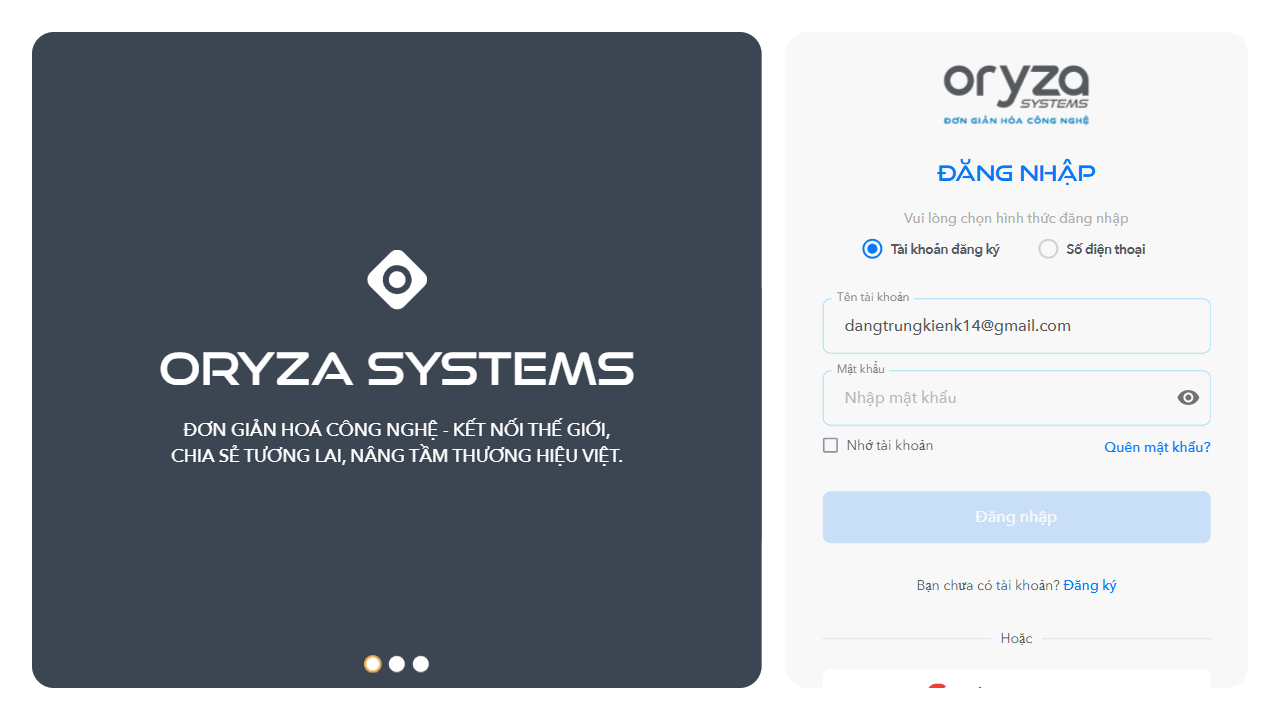 ORYZA SYSTEMS
ĐƠN GIẢN HOÁ CÔNG NGHỆ - KẾT NỐI THẾ GIỚI,
CHIA SẺ TƯƠNG LAI, NÂNG TẦM THƯƠNG HIỆU VIỆT.
oryza
SYSTEMS
ĐƠN GIẢN HÓA CÔNG NGHỆ
ĐĂNG NHẬP
Vui lòng chọn hình thức đăng nhập
Tài khoản đăng ký
Số điện thoại
Tên tài khoản
dangtrungkienk14@gmail.com
Mật khẩu
Nhập mật khẩu
Nhớ tài khoản
Quên mật khẩu?
Đăng nhập
Bạn chưa có tài khoản? Đăng ký
Hoặc